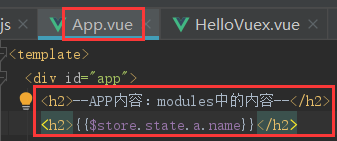 js App.vue HelloVuex.vue
<template>
<div id="app">
<h2>--APP内容：modules中的内容--</h2>
<h2>{{$store.state.a.name}}</h2>